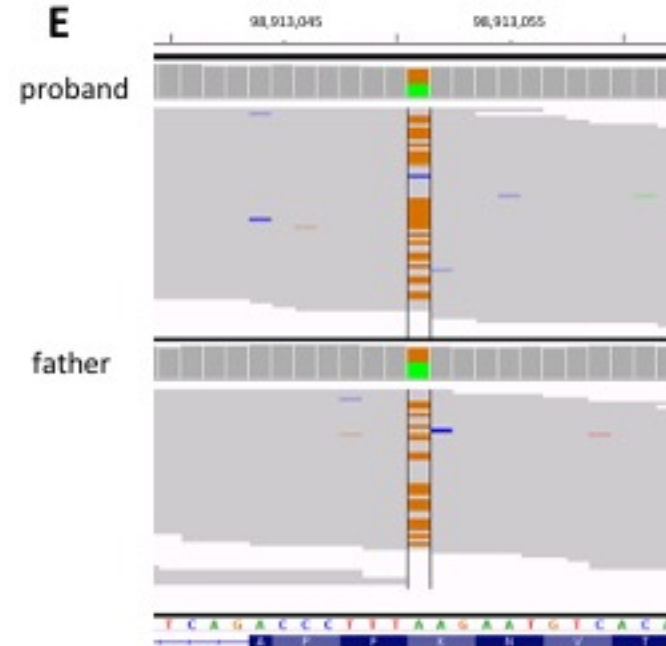 E
98,913,045 98,913,055
proband
father
T C A G A C C C T T T A A G A A T G T C A C A
P F K N V T